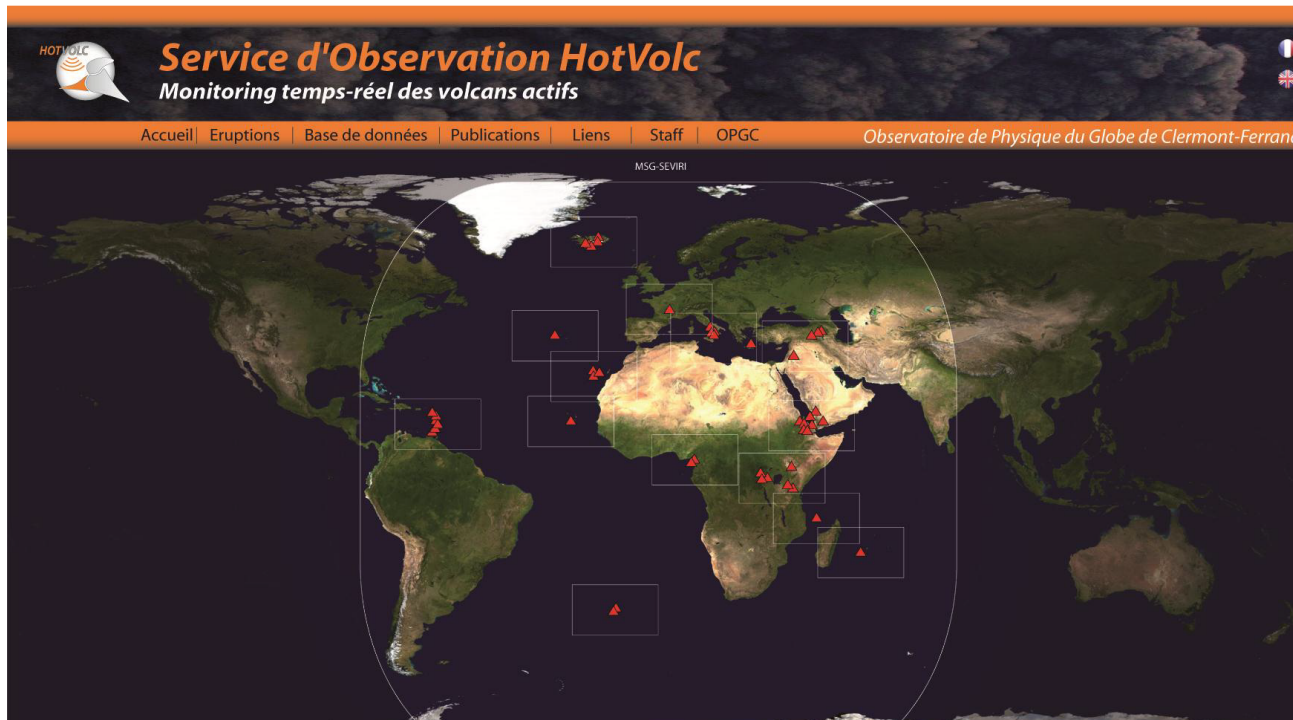 HOTVOLC
Service d'Observation HotVolc
Monitoring temps-réel des volcans actifs
Accueil| Eruptions | Base de données | Publications | Liens | Staff | OPGC
Observatoire de Physique du Globe de Clermont-Ferrand
MSG-SEVIRI